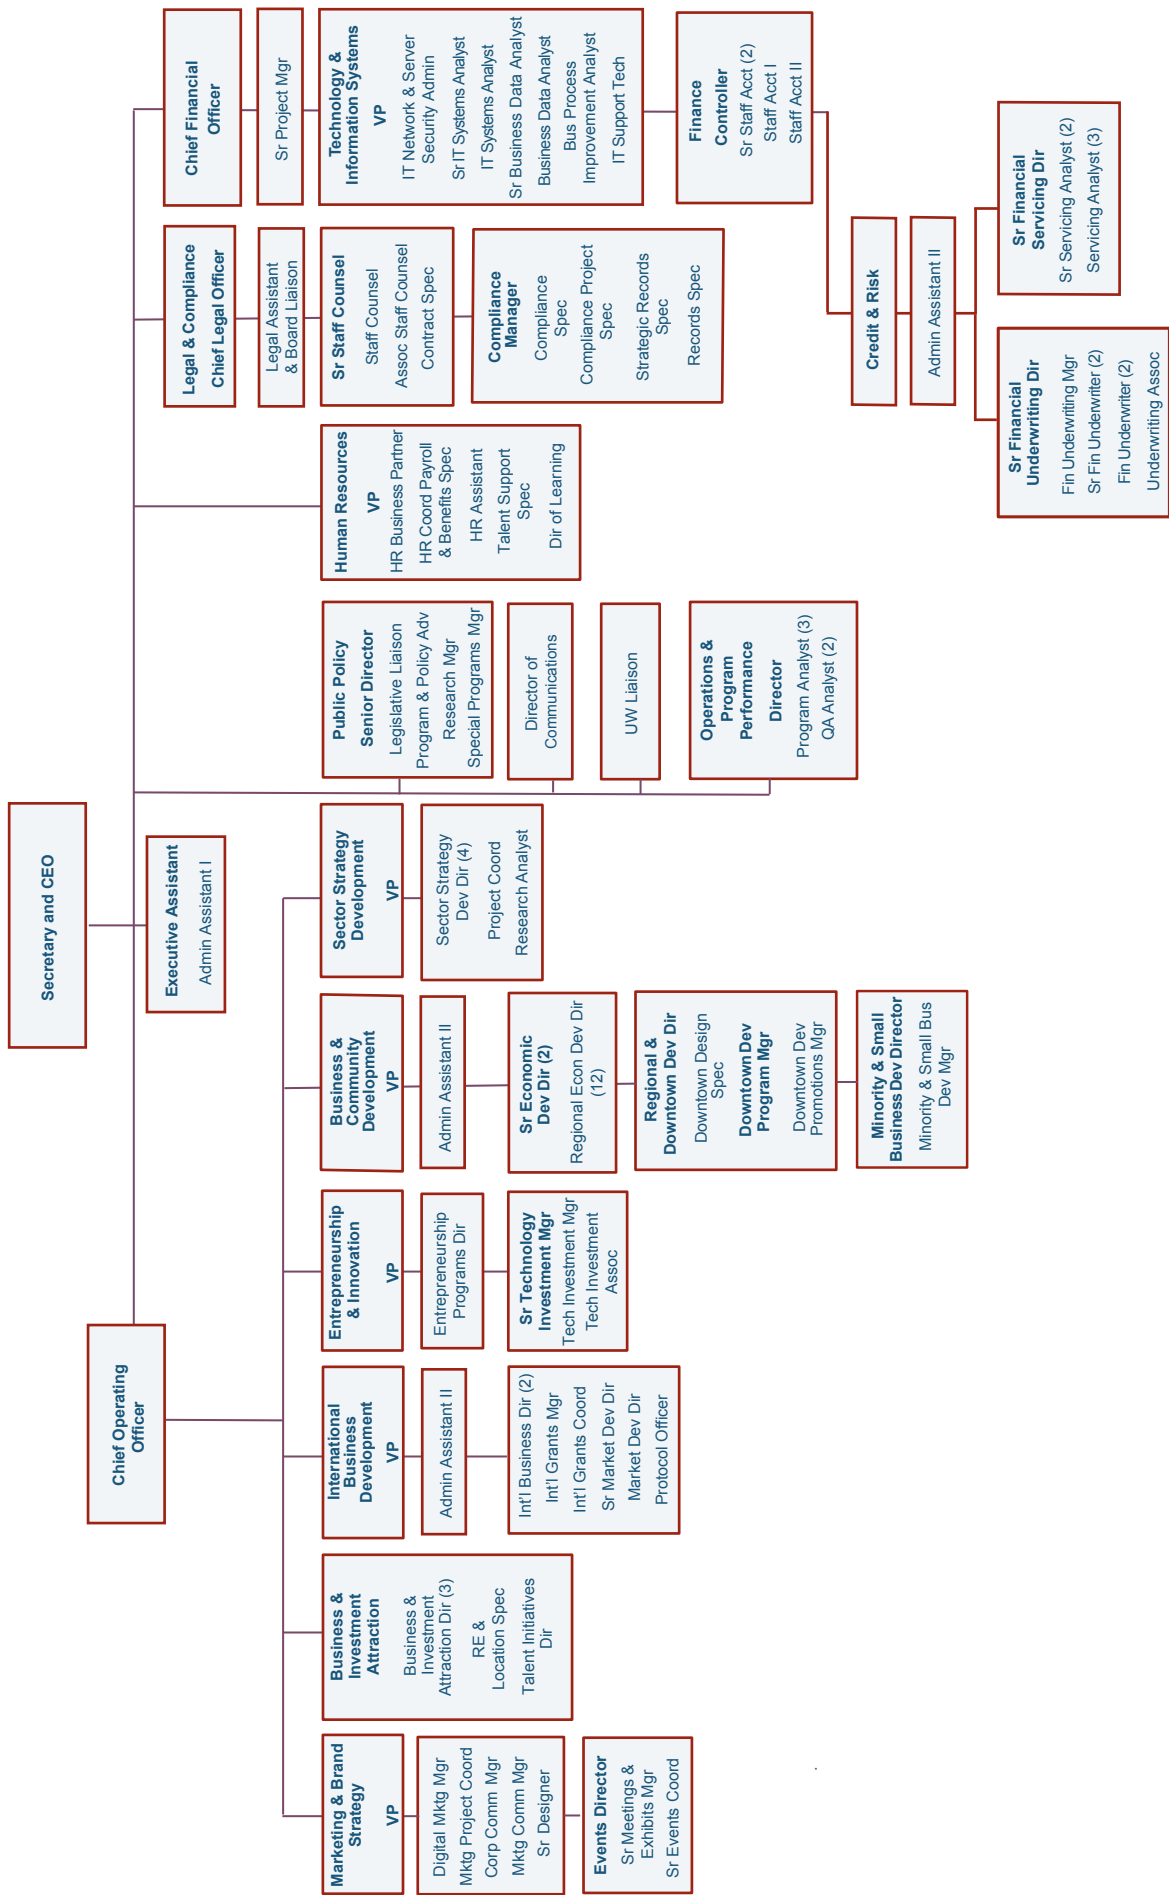 Secretary and CEO
Executive Assistant
Admin Assistant I
Chief Operating
Officer
Marketing & Brand
Strategy
VP
Digital Mktg Mgr
Mktg Project Coord
Corp Comm Mgr
Mktg Comm Mgr
Sr Designer
Events Director
Sr Meetings &
Exhibits Mgr
Sr Events Coord
Business &
Investment
Attraction
Business &
Investment
Attraction Dir (3)
RE &
Location Spec
Talent Initiatives
Dir
International
Business
Development
VP
Admin Assistant II
Int'l Business Dir (2)
Int'l Grants Mgr
Int'l Grants Coord
Sr Market Dev Dir
Market Dev Dir
Protocol Officer
Entrepreneurship
& Innovation
VP
Entrepreneurship
Programs Dir
Sr Technology
Investment Mgr
Tech Investment Mgr
Tech Investment
Assoc
Business &
Community
Development
VP
Admin Assistant II
Sr Economic
Dev Dir (2)
Regional Econ Dev Dir
(12)
Regional &
Downtown Dev Dir
Downtown Design
Spec
Downtown Dev
Program Mgr
Downtown Dev
Promotions Mgr
Minority & Small
Business Dev Director
Minority & Small Bus
Dev Mgr
Sector Strategy
Development
VP
Sector Strategy
Dev Dir (4)
Project Coord
Research Analyst
Public Policy
Senior Director
Legislative Liaison
Program & Policy Adv
Research Mgr
Special Programs Mgr
Director of
Communications
UW Liaison
Operations &
Program
Performance
Director
Program Analyst (3)
QA Analyst (2)
Human Resources
VP
HR Business Partner
HR Coord Payroll
& Benefits Spec
HR Assistant
Talent Support
Spec
Dir of Learning
Legal & Compliance
Chief Legal Officer
Legal Assistant
& Board Liaison
Sr Staff Counsel
Staff Counsel
Assoc Staff Counsel
Contract Spec
Compliance
Manager
Compliance
Spec
Compliance Project
Spec
Strategic Records
Spec
Records Spec
Chief Financial
Officer
Sr Project Mgr
Technology &
Information Systems
VP
IT Network & Server
Security Admin
Sr IT Systems Analyst
IT Systems Analyst
Sr Business Data Analyst
Business Data Analyst
Bus Process
Improvement Analyst
IT Support Tech
Finance
Controller
Sr Staff Acct (2)
Staff Acct I
Staff Acct II
Credit & Risk
Admin Assistant II
Sr Financial
Underwriting Dir
Fin Underwriting Mgr
Sr Fin Underwriter (2)
Fin Underwriter (2)
Underwriting Assoc
Sr Financial
Servicing Dir
Sr Servicing Analyst (2)
Servicing Analyst (3)